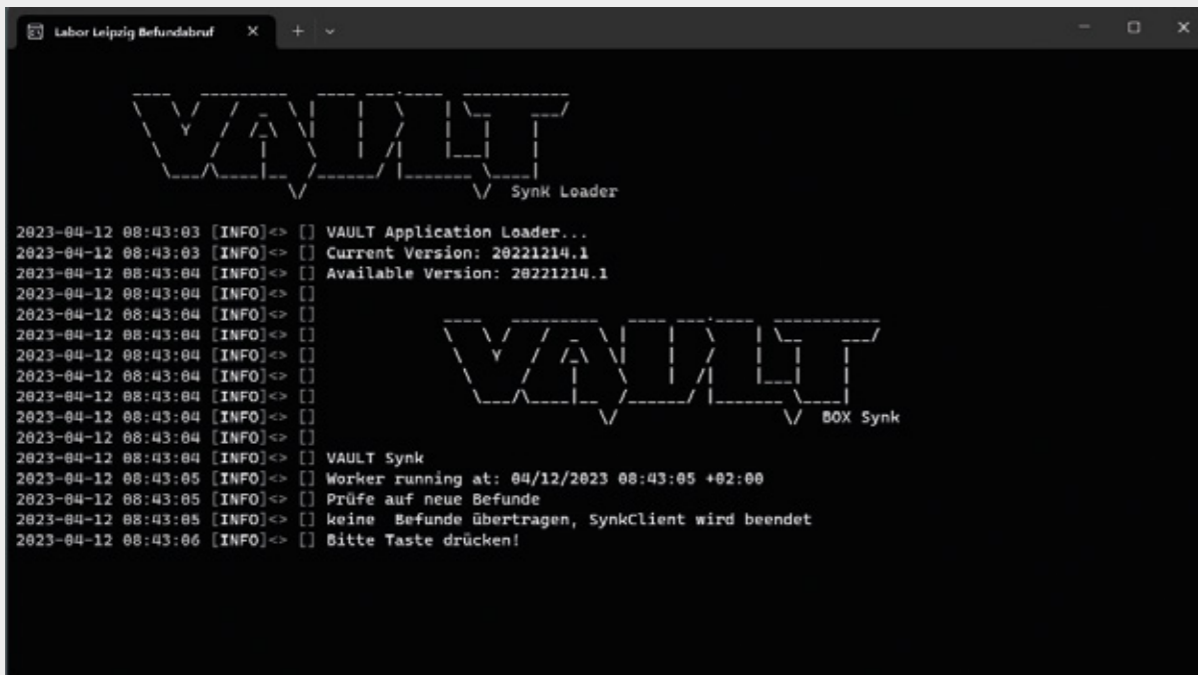 Labor Leipzig Befundabruf
VAULT
Synk Loader
2023-04-12 08:43:03 [INFO]<> [] VAULT Application Loader...
2023-04-12 08:43:03 [INFO]<> [] Current Version: 20221214.1
2023-04-12 08:43:04 [INFO]<> [] Available Version: 20221214.1
2023-04-12 08:43:04 [INFO]<> []
2023-04-12 08:43:04 [INFO]<> []
2023-04-12 08:43:04 [INFO]<> []
2023-04-12 08:43:04 [INFO]<> []
2023-04-12 08:43:04 [INFO]<> [] VAULT
2023-04-12 08:43:04 [INFO]<> []
2023-04-12 08:43:04 [INFO]<> [] BOX Synk
2023-04-12 08:43:04 [INFO]<> []
2023-04-12 08:43:04 [INFO]<> [] VAULT Synk
2023-04-12 08:43:05 [INFO]<> [] Worker running at: 04/12/2023 08:43:05 +02:00
2023-04-12 08:43:05 [INFO]<> [] Prüfe auf neue Befunde
2023-04-12 08:43:05 [INFO]<> [] keine  Befunde übertragen, SynkClient wird beendet
2023-04-12 08:43:06 [INFO]<> [] Bitte Taste drücken!